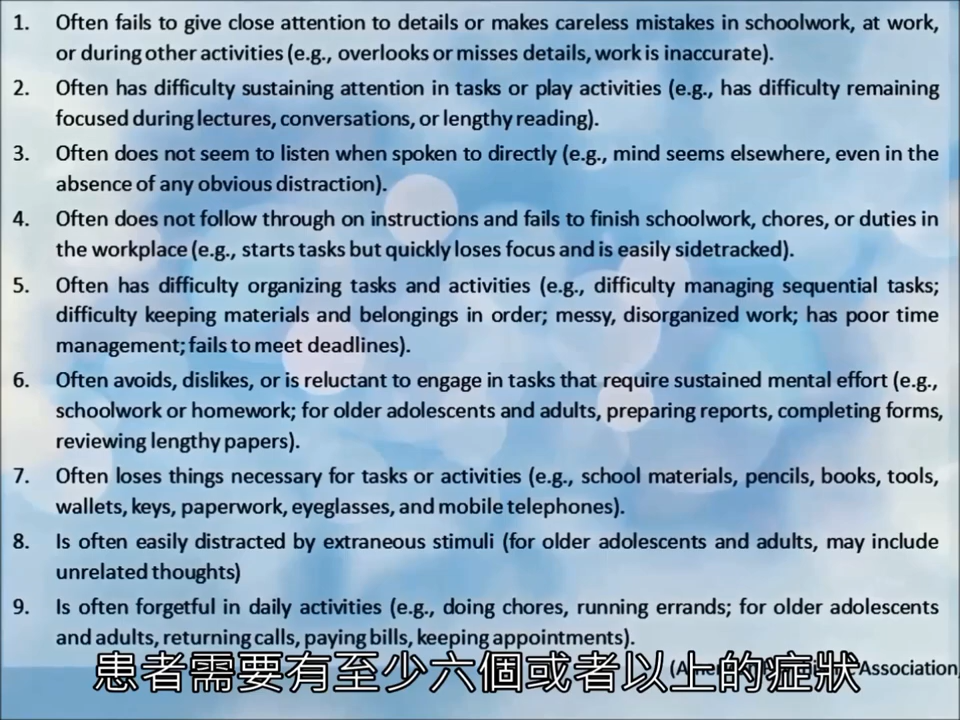 1. Often fails to give close attention to details or makes careless mistakes in schoolwork, at work,
or during other activities (e.g., overlooks or misses details, work is inaccurate).
2. Often has difficulty sustaining attention in tasks or play activities (e.g., has difficulty remaining
focused during lectures, conversations, or lengthy reading).
3. Often does not seem to listen when spoken to directly (e.g., mind seems elsewhere, even in the
absence of any obvious distraction).
4. Often does not follow through on instructions and fails to finish schoolwork, chores, or duties in
the workplace (e.g., starts tasks but quickly loses focus and is easily sidetracked).
5. Often has difficulty organizing tasks and activities (e.g., difficulty managing sequential tasks;
difficulty keeping materials and belongings in order; messy, disorganized work; has poor time
management; fails to meet deadlines).
6. Often avoids, dislikes, or is reluctant to engage in tasks that require sustained mental effort (e.g.,
schoolwork or homework; for older adolescents and adults, preparing reports, completing forms,
reviewing lengthy papers).
7. Often loses things necessary for tasks or activities (e.g., school materials, pencils, books, tools,
wallets, keys, paperwork, eyeglasses, and mobile telephones).
8. Is often easily distracted by extraneous stimuli (for older adolescents and adults, may include
unrelated thoughts)
9. Is often forgetful in daily activities (e.g., doing chores, running errands; for older adolescents
and adults, returning calls, paying bills, keeping appointments).
Association,
患者需要有至少六個或者以上的症狀